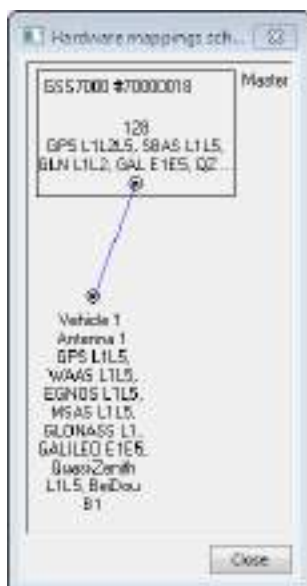 Hardware mappings sch...
GSS7000 #70000018
Master
128
GPS L1L2L5, SBAS L1L5,
GLN L1L2, GAL E1E5, QZ...
Vehicle 1
Antenna 1
GPS L1L5,
WAAS L1L5,
EGNOS L1L5,
MSAS L1L5,
GLONASS L1,
GALILEO E1E5,
QuasiZenith
L1L5, BeiDou
B1
Close